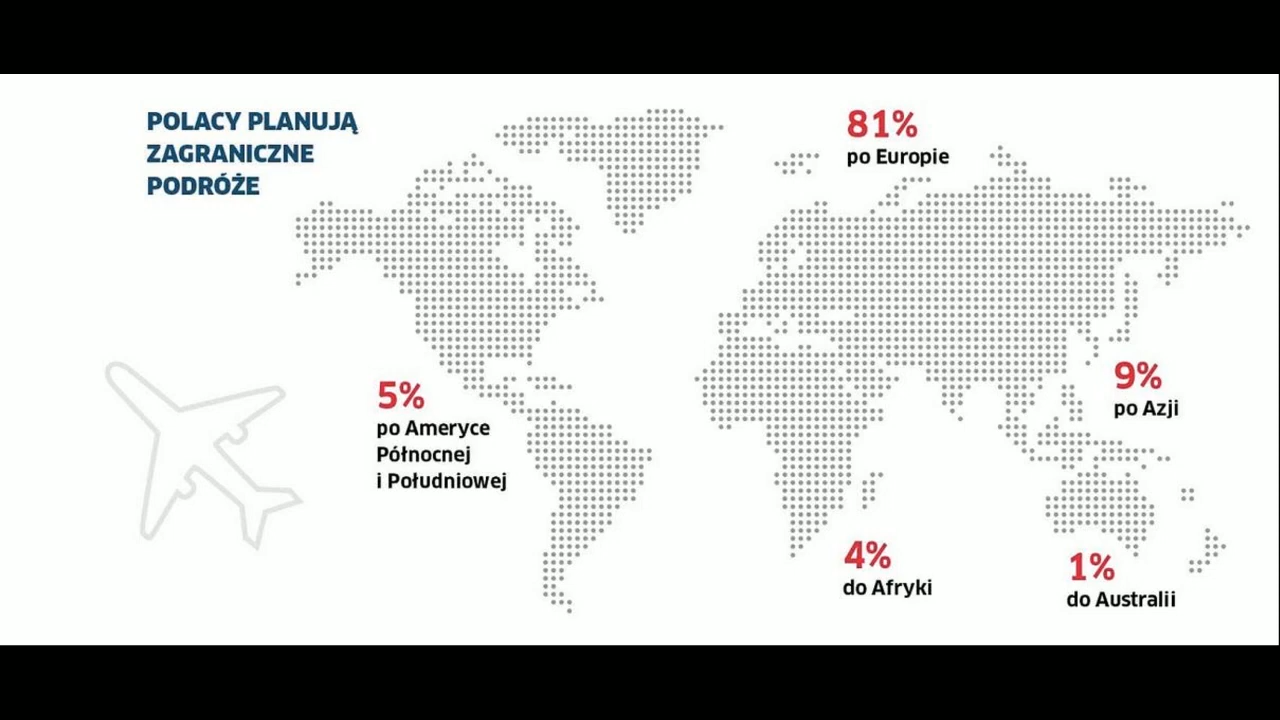 POLACY PLANUJĄ
ZAGRANICZNE
PODRÓŻE
81%
po Europie
9%
po Azji
5%
po Ameryce
Północnej
i Południowej
4%
do Afryki
1%
do Australii